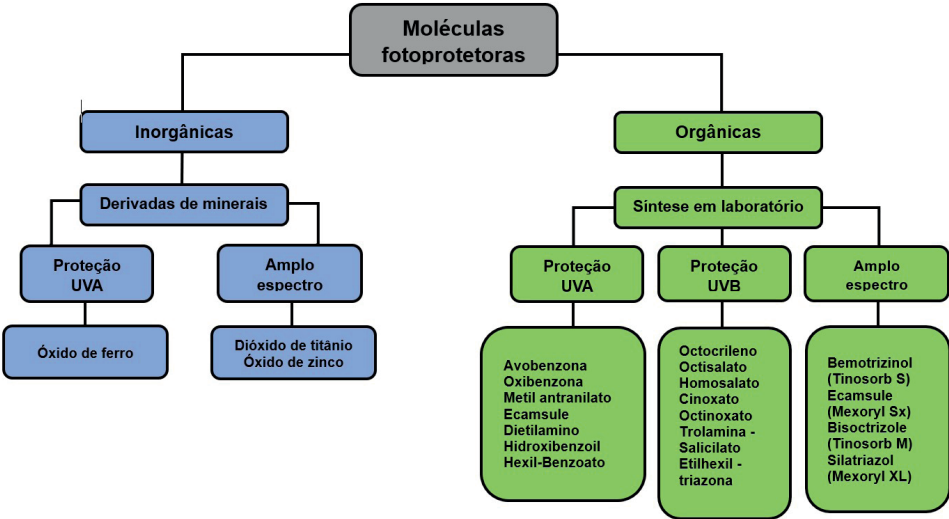 Moléculas
fotoprotetoras
Inorgânicas
Orgânicas
Derivadas de minerais
Síntese em laboratório
Proteção
UVA
Amplo
espectro
Proteção
UVA
Proteção
UVB
Amplo
espectro
Óxido de ferro
Dióxido de titânio
Óxido de zinco
Avobenzona
Oxibenzona
Metil antranilato
Ecamsule
Dietilamino
Hidroxibenzoil
Hexil-Benzoato
Octocrileno
Octisalato
Homosalato
Cinoxato
Octinoxato
Trolamina -
Salicilato
Etilhexil -
triazona
Bemotrizinol
(Tinosorb S)
Ecamsule
(Mexoryl Sx)
Bisoctrizole
(Tinosorb M)
Silatriazol
(Mexoryl XL)